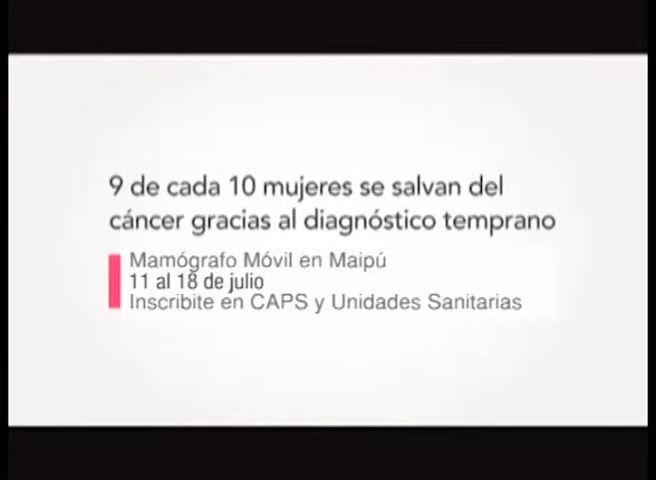 9 de cada 10 mujeres se salvan del
cáncer gracias al diagnóstico temprano
Mamógrafo Móvil en Maipú
11 al 18 de julio
Inscribite en CAPS y Unidades Sanitarias